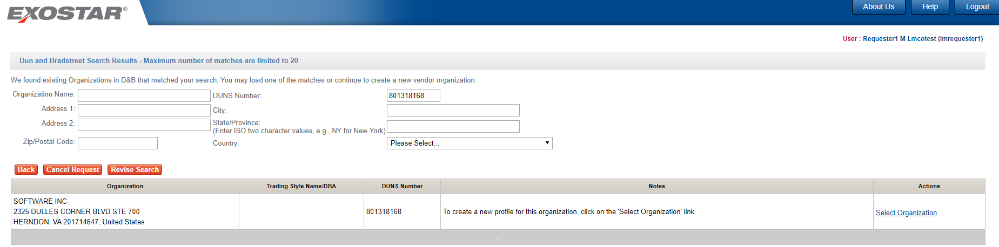 EXOSTAR®
About Us
Help
Logout
User : Requester1 M Lmcotest (lmrequester1)
Dun and Bradstreet Search Results - Maximum number of matches are limited to 20
We found existing Organizations in D&B that matched your search. You may load one of the matches or continue to create a new vendor organization.
Organization Name:
DUNS Number:
801318168
Address 1:
City:
Address 2:
State/Province:
(Enter ISO two character values, e.g., NY for New York)
Zip/Postal Code:
Country:
Please Select...
Back
Cancel Request
Revise Search
Organization
Trading Style Name/DBA
DUNS Number
Notes
Actions
SOFTWARE INC
2325 DULLES CORNER BLVD STE 700
HERNDON, VA 201714647, United States
801318168
To create a new profile for this organization, click on the 'Select Organization' link.
Select Organization
.